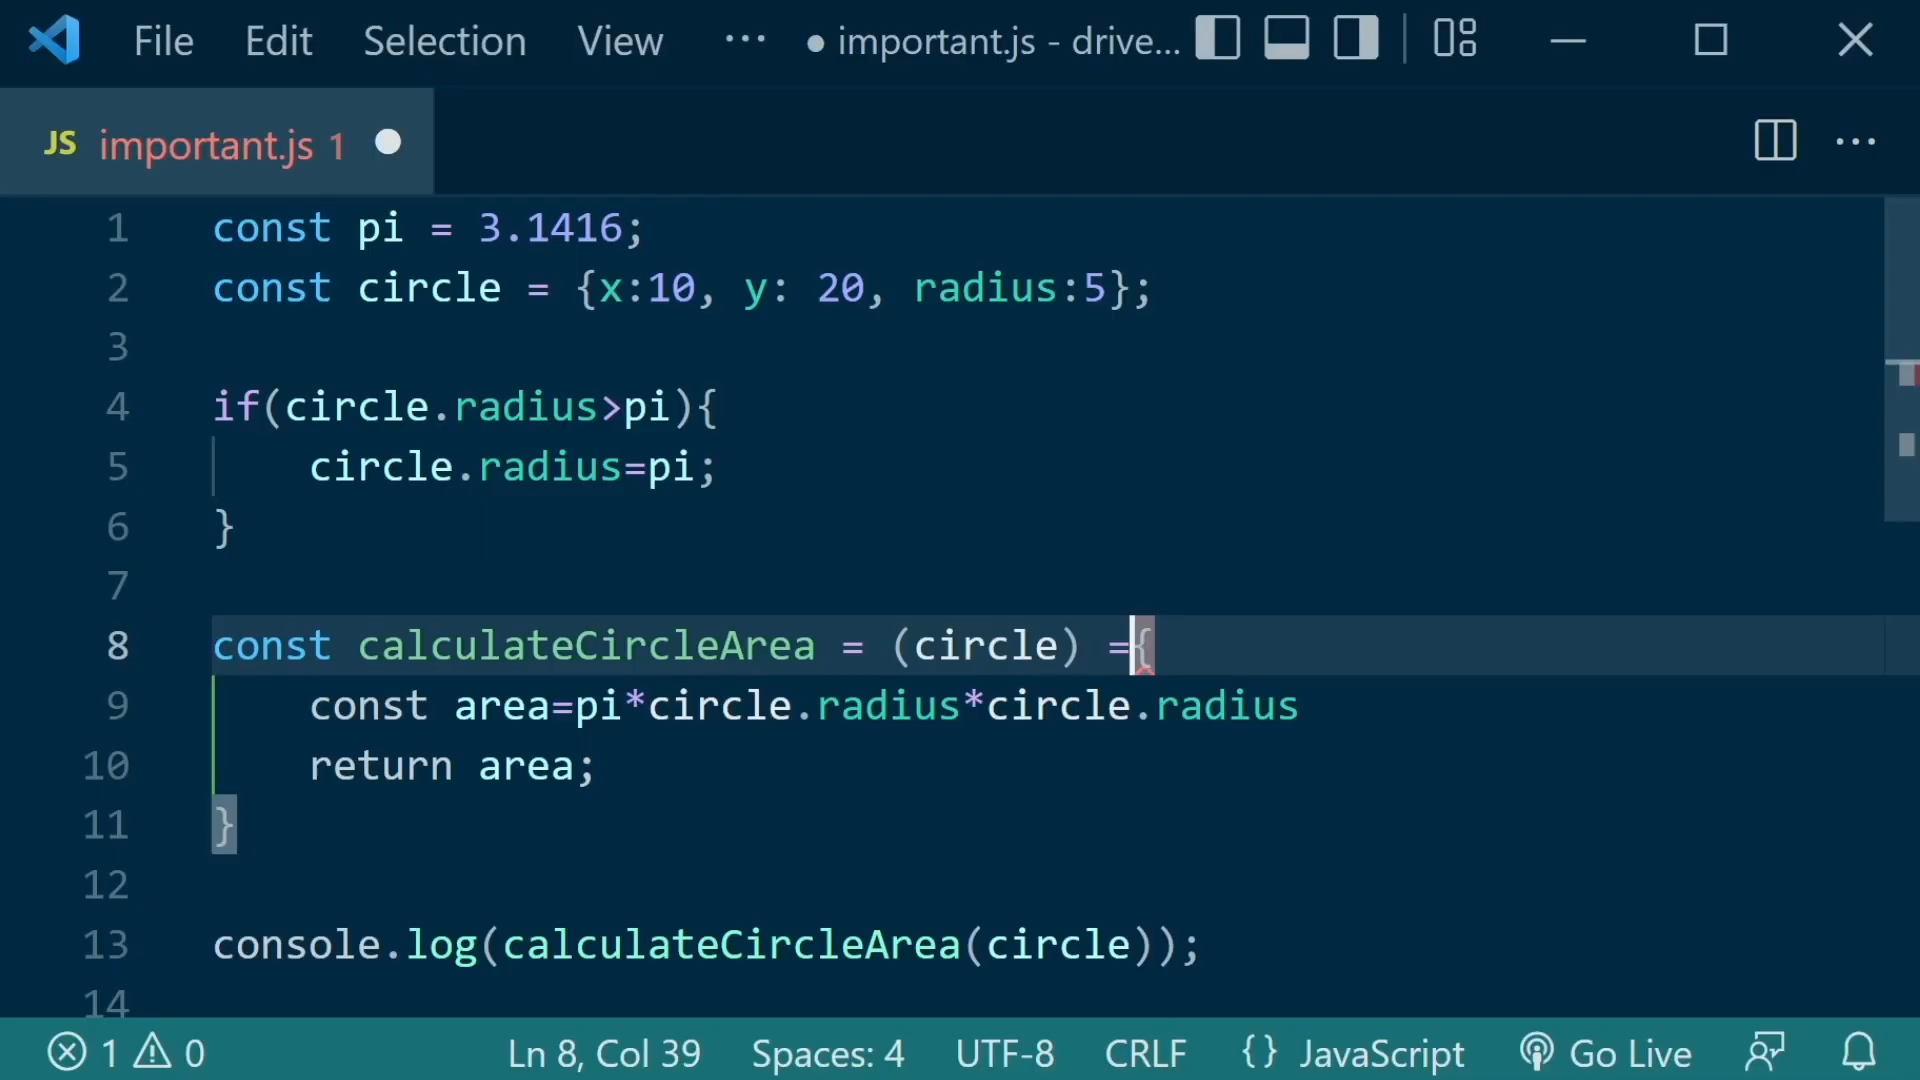 File Edit Selection View ··· ● important.js - drive...
JS important.js 1 ●
1 const pi = 3.1416;
2 const circle = {x:10, y: 20, radius:5};
3
4 if(circle.radius>pi){
5     circle.radius=pi;
6 }
7
8 const calculateCircleArea = (circle) ={
9     const area=pi*circle.radius*circle.radius
10     return area;
11 }
12
13 console.log(calculateCircleArea(circle));
14
1 0 Ln 8, Col 39 Spaces: 4 UTF-8 CRLF {} JavaScript Go Live